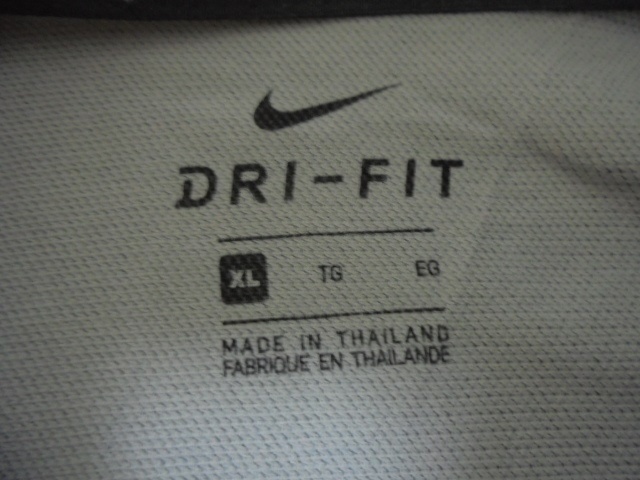 DRI-FIT
XL TG EG
MADE IN THAILAND
FABRIQUE EN THAILANDE